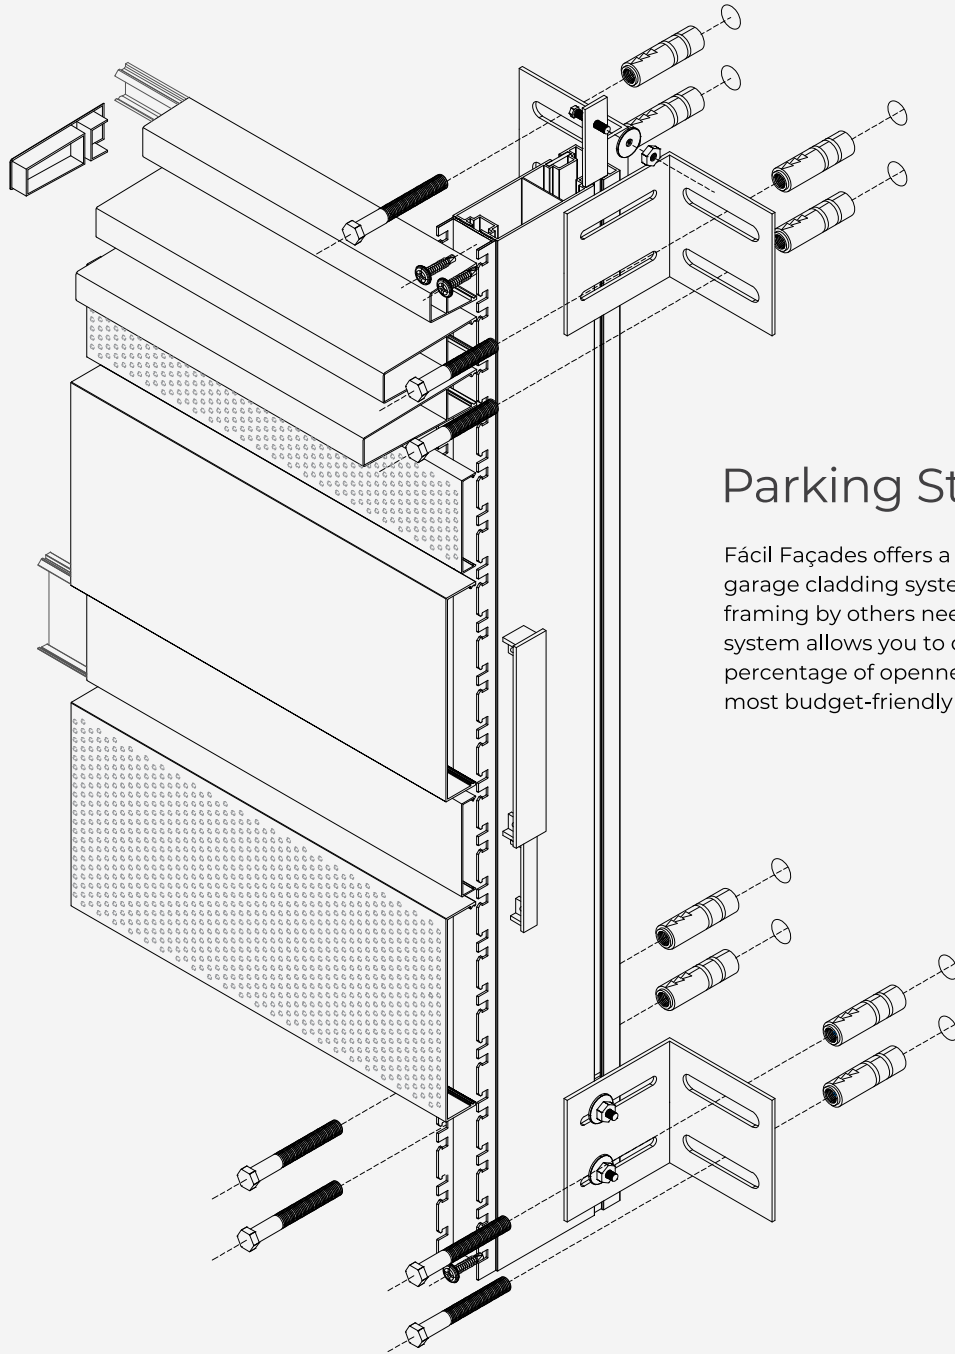 Parking St
Fácil Façades offers a
garage cladding syste
framing by others nee
system allows you to
percentage of openne
most budget-friendly